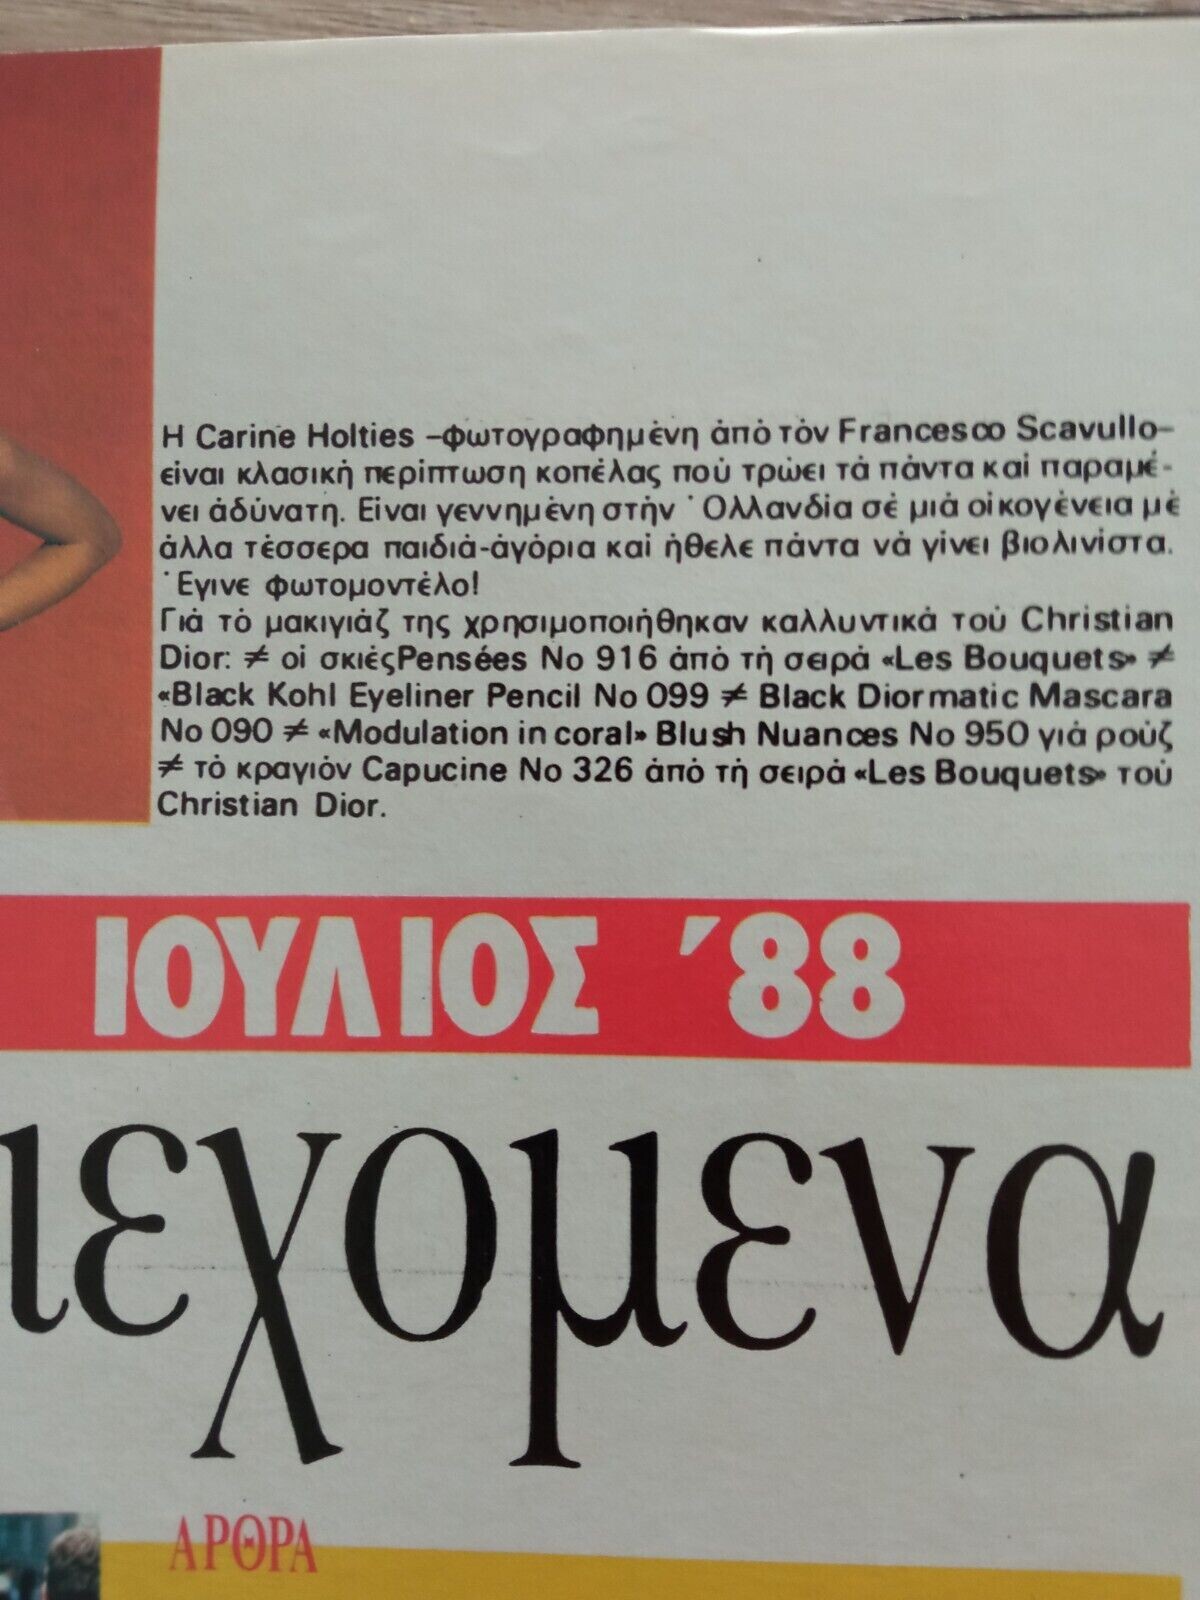 Η Carine Holties –φωτογραφημένη ἀπό τόν Francesco Scavullo–
εἶναι κλασική περίπτωση κοπέλας πού τρώει τά πάντα καί παραμέ-
νει ἀδύνατη. Εἶναι γεννημένη στήν Ὀλλανδία σέ μιά οἰκογένεια μέ
ἄλλα τέσσερα παιδιά-ἀγόρια καί ἤθελε πάντα νά γίνει βιολινίστα.
Ἔγινε φωτομοντέλο!
Γιά τό μακιγιάζ της χρησιμοποιήθηκαν καλλυντικά τοῦ Christian
Dior: ≠ οἱ σκιές Pensées No 916 ἀπό τή σειρά «Les Bouquets» ≠
«Black Kohl Eyeliner Pencil No 099 ≠ Black Diormatic Mascara
No 090 ≠ «Modulation in coral» Blush Nuances No 950 γιά ρούζ
≠ τό κραγιόν Capucine No 326 ἀπό τή σειρά «Les Bouquets» τοῦ
Christian Dior.
ΙΟΥΛΙΟΣ ’88
ιεχομενα
ΑΡΘΡΑ